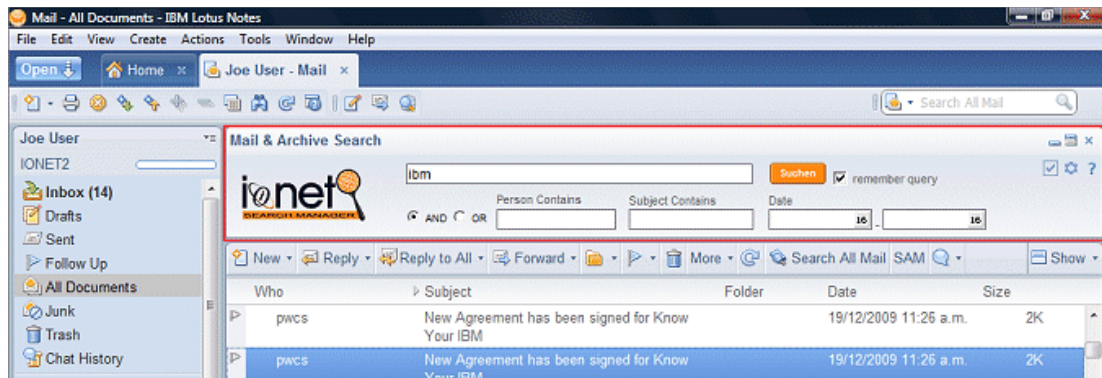 Mail - All Documents - IBM Lotus Notes
File Edit View Create Actions Tools Window Help
Open Home Joe User - Mail
Search All Mail
Joe User
IONET2
Inbox (14)
Drafts
Sent
Follow Up
All Documents
Junk
Trash
Chat History
Mail & Archive Search
ionet
SEARCH MANAGER
ibm
Suchen
remember query
Person Contains Subject Contains Date
AND OR
16 - 16
New Reply Reply to All Forward More Search All Mail SAM Show
Who Subject Folder Date Size
pwcs New Agreement has been signed for Know 19/12/2009 11:26 a.m. 2K
Your IBM
pwcs New Agreement has been signed for Know 19/12/2009 11:26 a.m. 2K
Your IBM